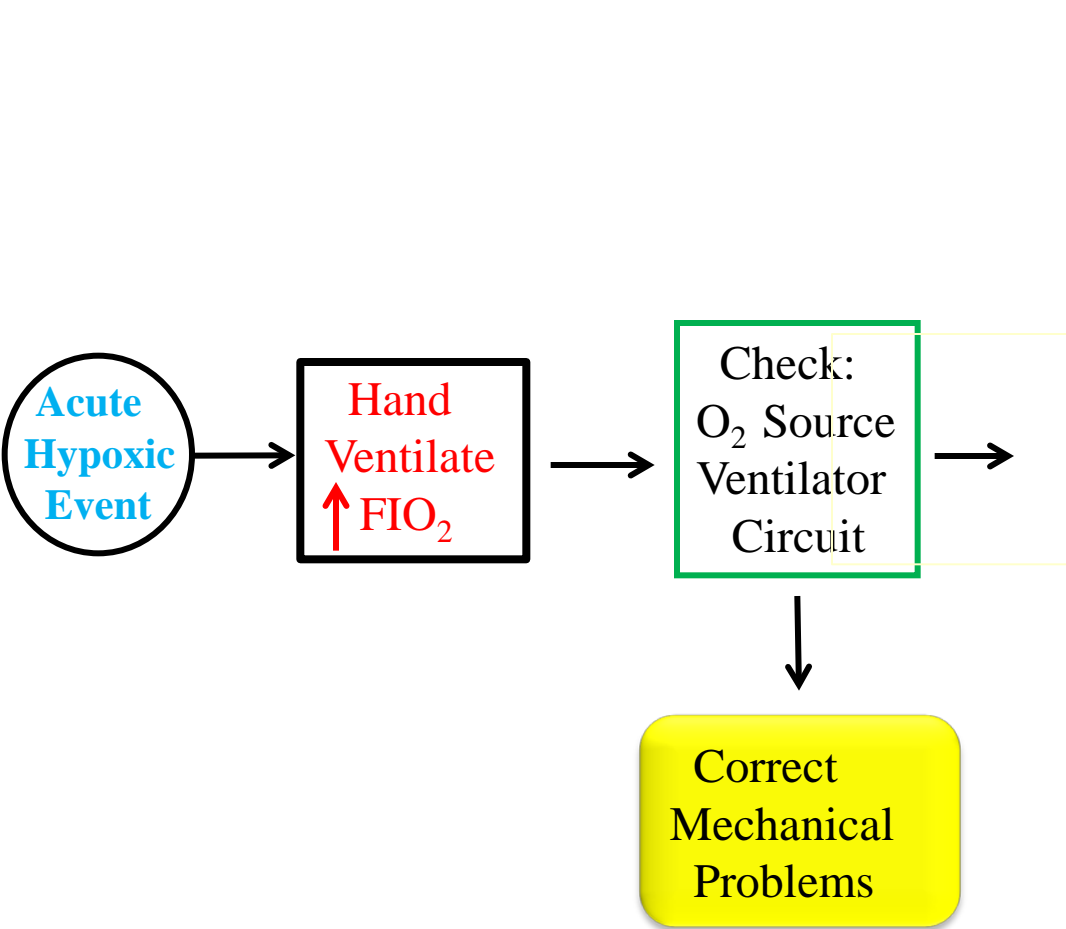 Acute
Hypoxic
Event
Hand
Ventilate
FIO₂
Check:
O₂ Source
Ventilator
Circuit
Correct
Mechanical
Problems